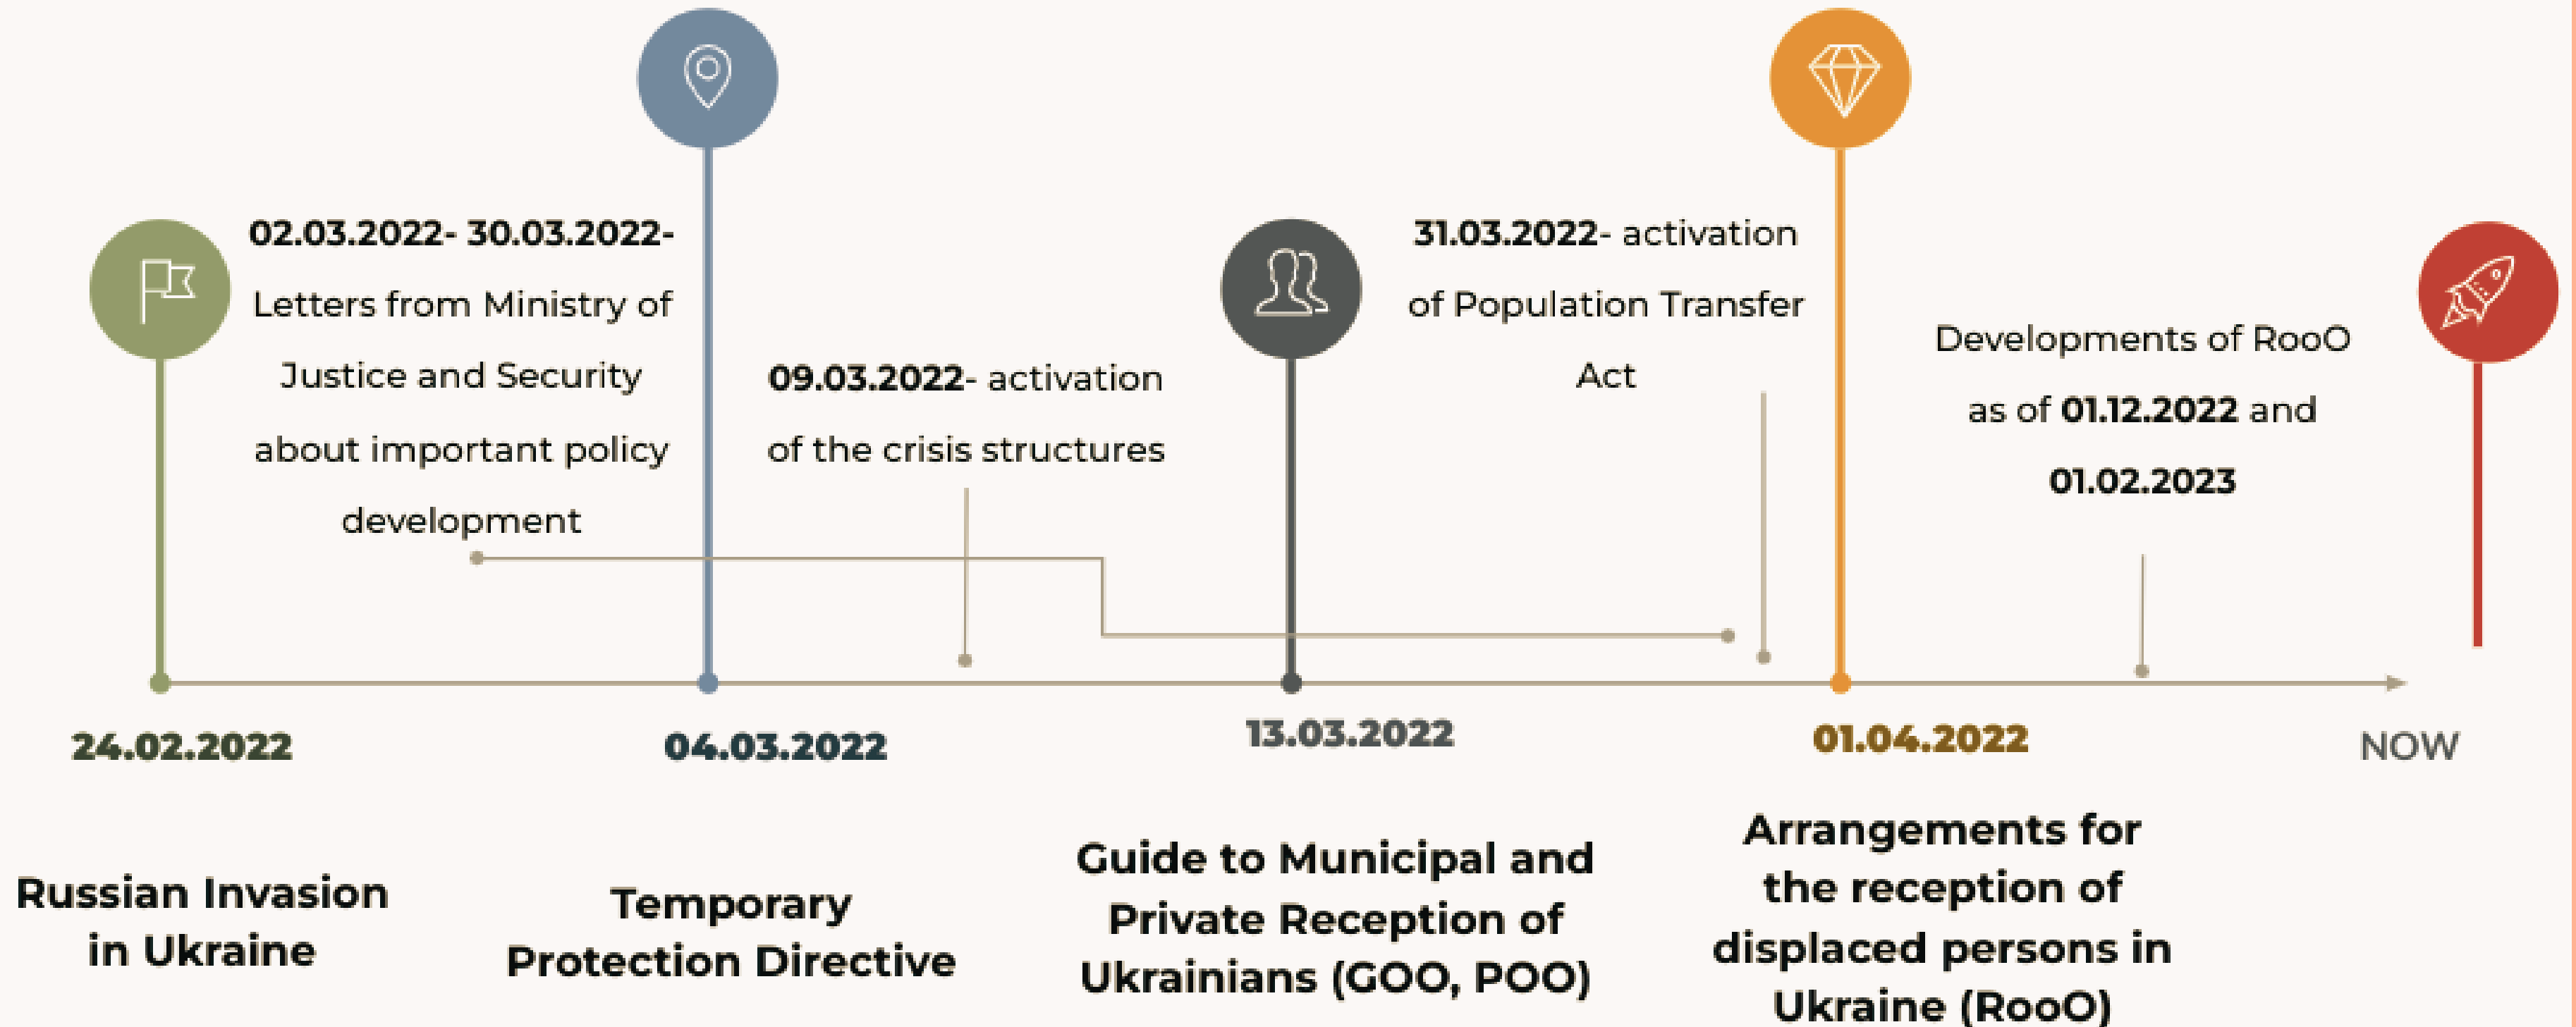 02.03.2022- 30.03.2022-
Letters from Ministry of
Justice and Security
about important policy
development
09.03.2022- activation
of the crisis structures
31.03.2022- activation
of Population Transfer
Act
Developments of RooO
as of 01.12.2022 and
01.02.2023
24.02.2022
Russian Invasion
in Ukraine
04.03.2022
Temporary
Protection Directive
13.03.2022
Guide to Municipal and
Private Reception of
Ukrainians (GOO, POO)
01.04.2022
Arrangements for
the reception of
displaced persons in
Ukraine (RooO)
NOW